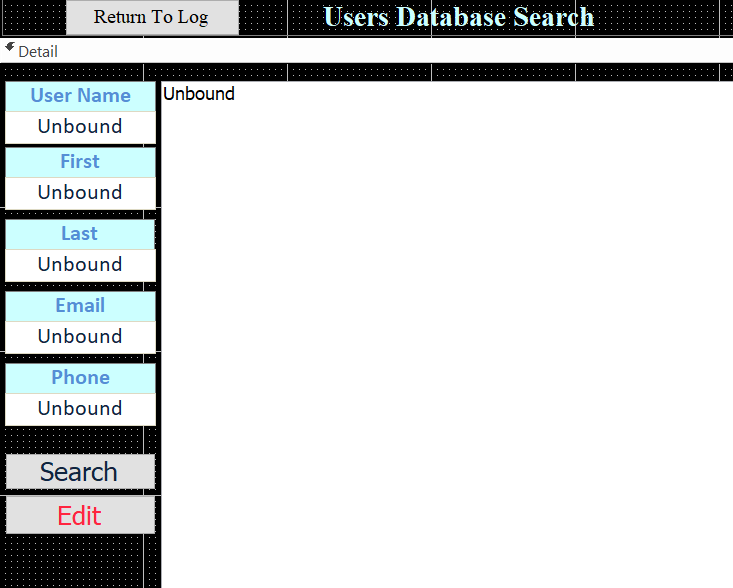 Return To Log
Users Database Search
Detail
User Name
Unbound
Unbound
First
Unbound
Last
Unbound
Email
Unbound
Phone
Unbound
Search
Edit